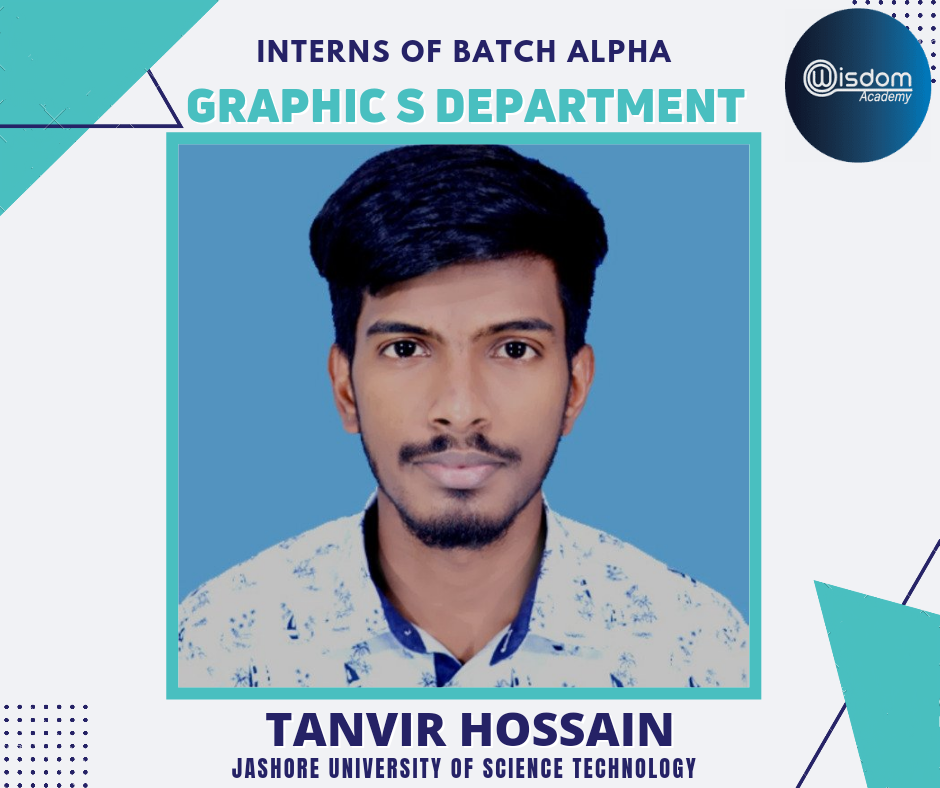 INTERNS OF BATCH ALPHA
GRAPHIC S DEPARTMENT
@Wisdom
Academy
TANVIR HOSSAIN
JASHORE UNIVERSITY OF SCIENCE TECHNOLOGY